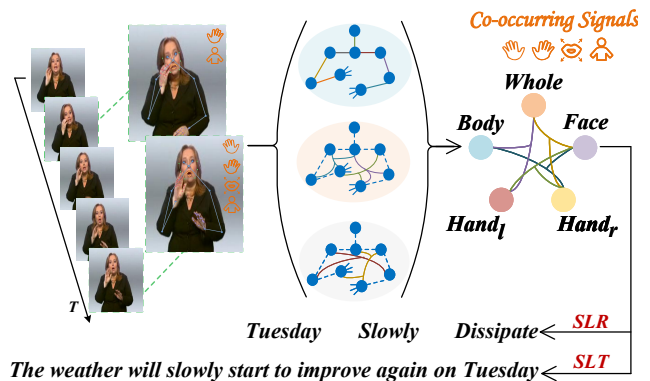 Co-occurring Signals
Whole
Body
Face
Hand_l
Hand_r
T
Tuesday Slowly Dissipate
SLR
The weather will slowly start to improve again on Tuesday
SLT